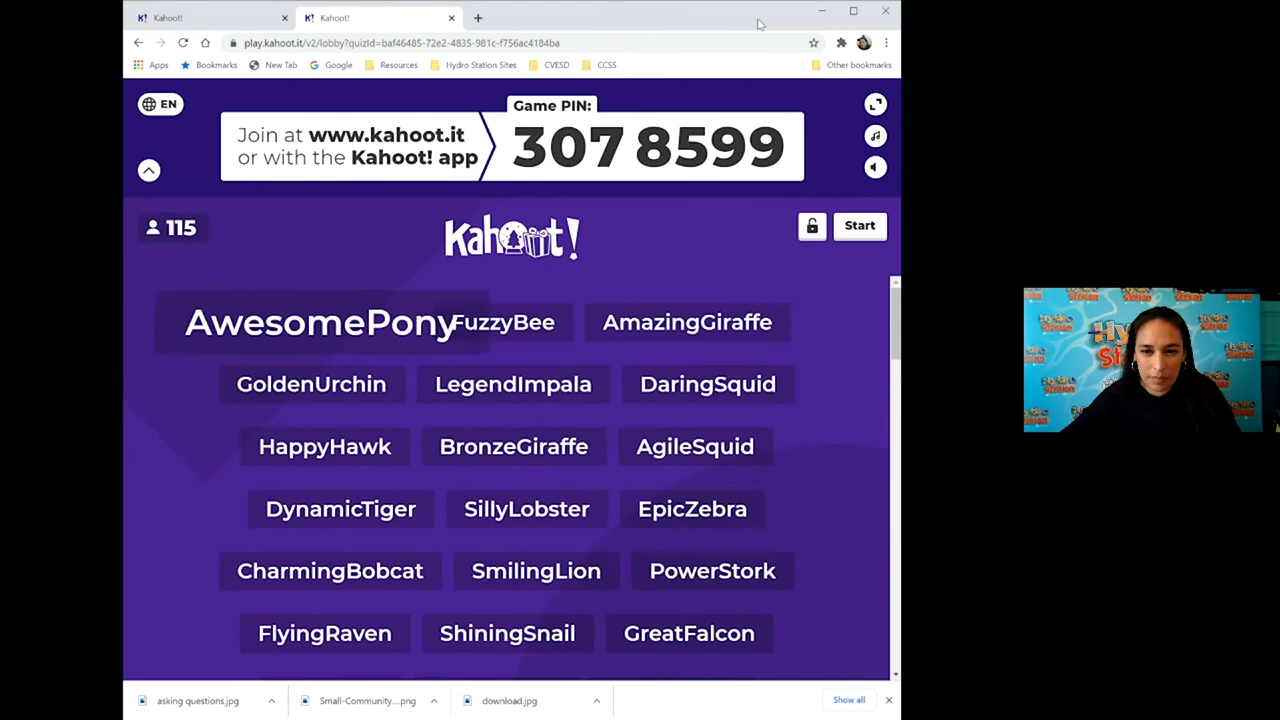 Kahoot! Kahoot!
play.kahoot.it/v2/lobby?quizId=baf46485-72e2-4835-981c-f756ac4184ba
Apps Bookmarks New Tab Google Resources Hydro Station Sites CVESD CCSS Other bookmarks
EN
Game PIN:
Join at www.kahoot.it
or with the Kahoot! app
307 8599
115
Kahoot!
Start
AwesomePony FuzzyBee AmazingGiraffe
GoldenUrchin LegendImpala DaringSquid
HappyHawk BronzeGiraffe AgileSquid
DynamicTiger SillyLobster EpicZebra
CharmingBobcat SmilingLion PowerStork
FlyingRaven ShiningSnail GreatFalcon
asking questions.jpg Small-Community....png download.jpg Show all